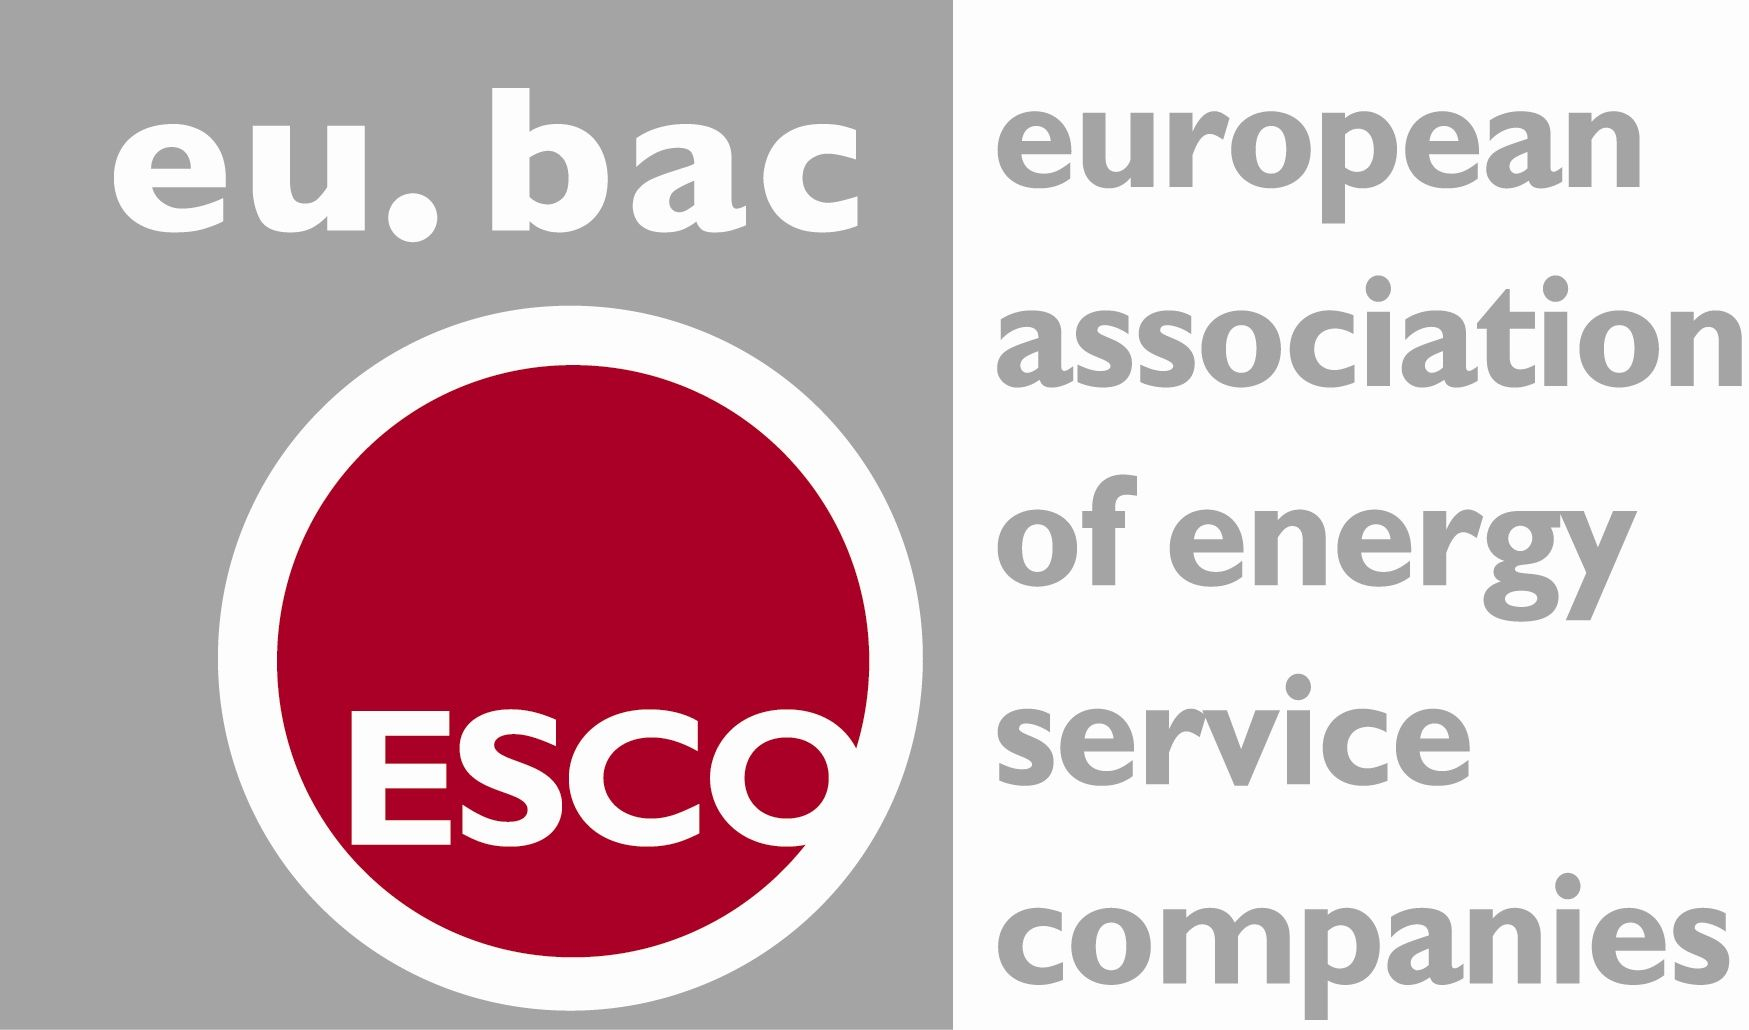 eu.bac
ESCO
european
association
of energy
service
companies